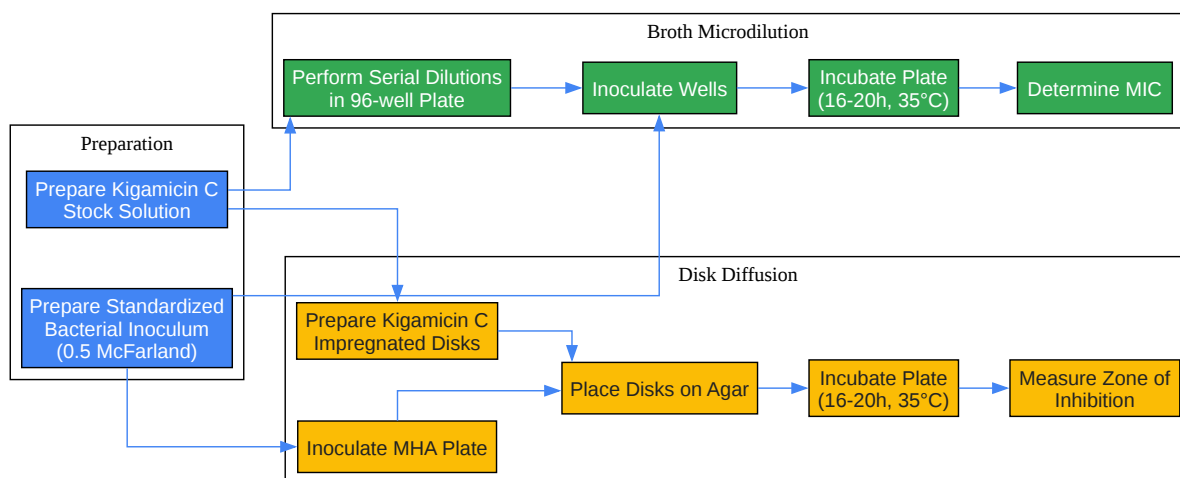 Broth Microdilution
Perform Serial Dilutions
in 96-well Plate
Inoculate Wells
Incubate Plate
(16-20h, 35°C)
Determine MIC
Preparation
Prepare Kigamicin C
Stock Solution
Prepare Standardized
Bacterial Inoculum
(0.5 McFarland)
Disk Diffusion
Prepare Kigamicin C
Impregnated Disks
Inoculate MHA Plate
Place Disks on Agar
Incubate Plate
(16-20h, 35°C)
Measure Zone of
Inhibition